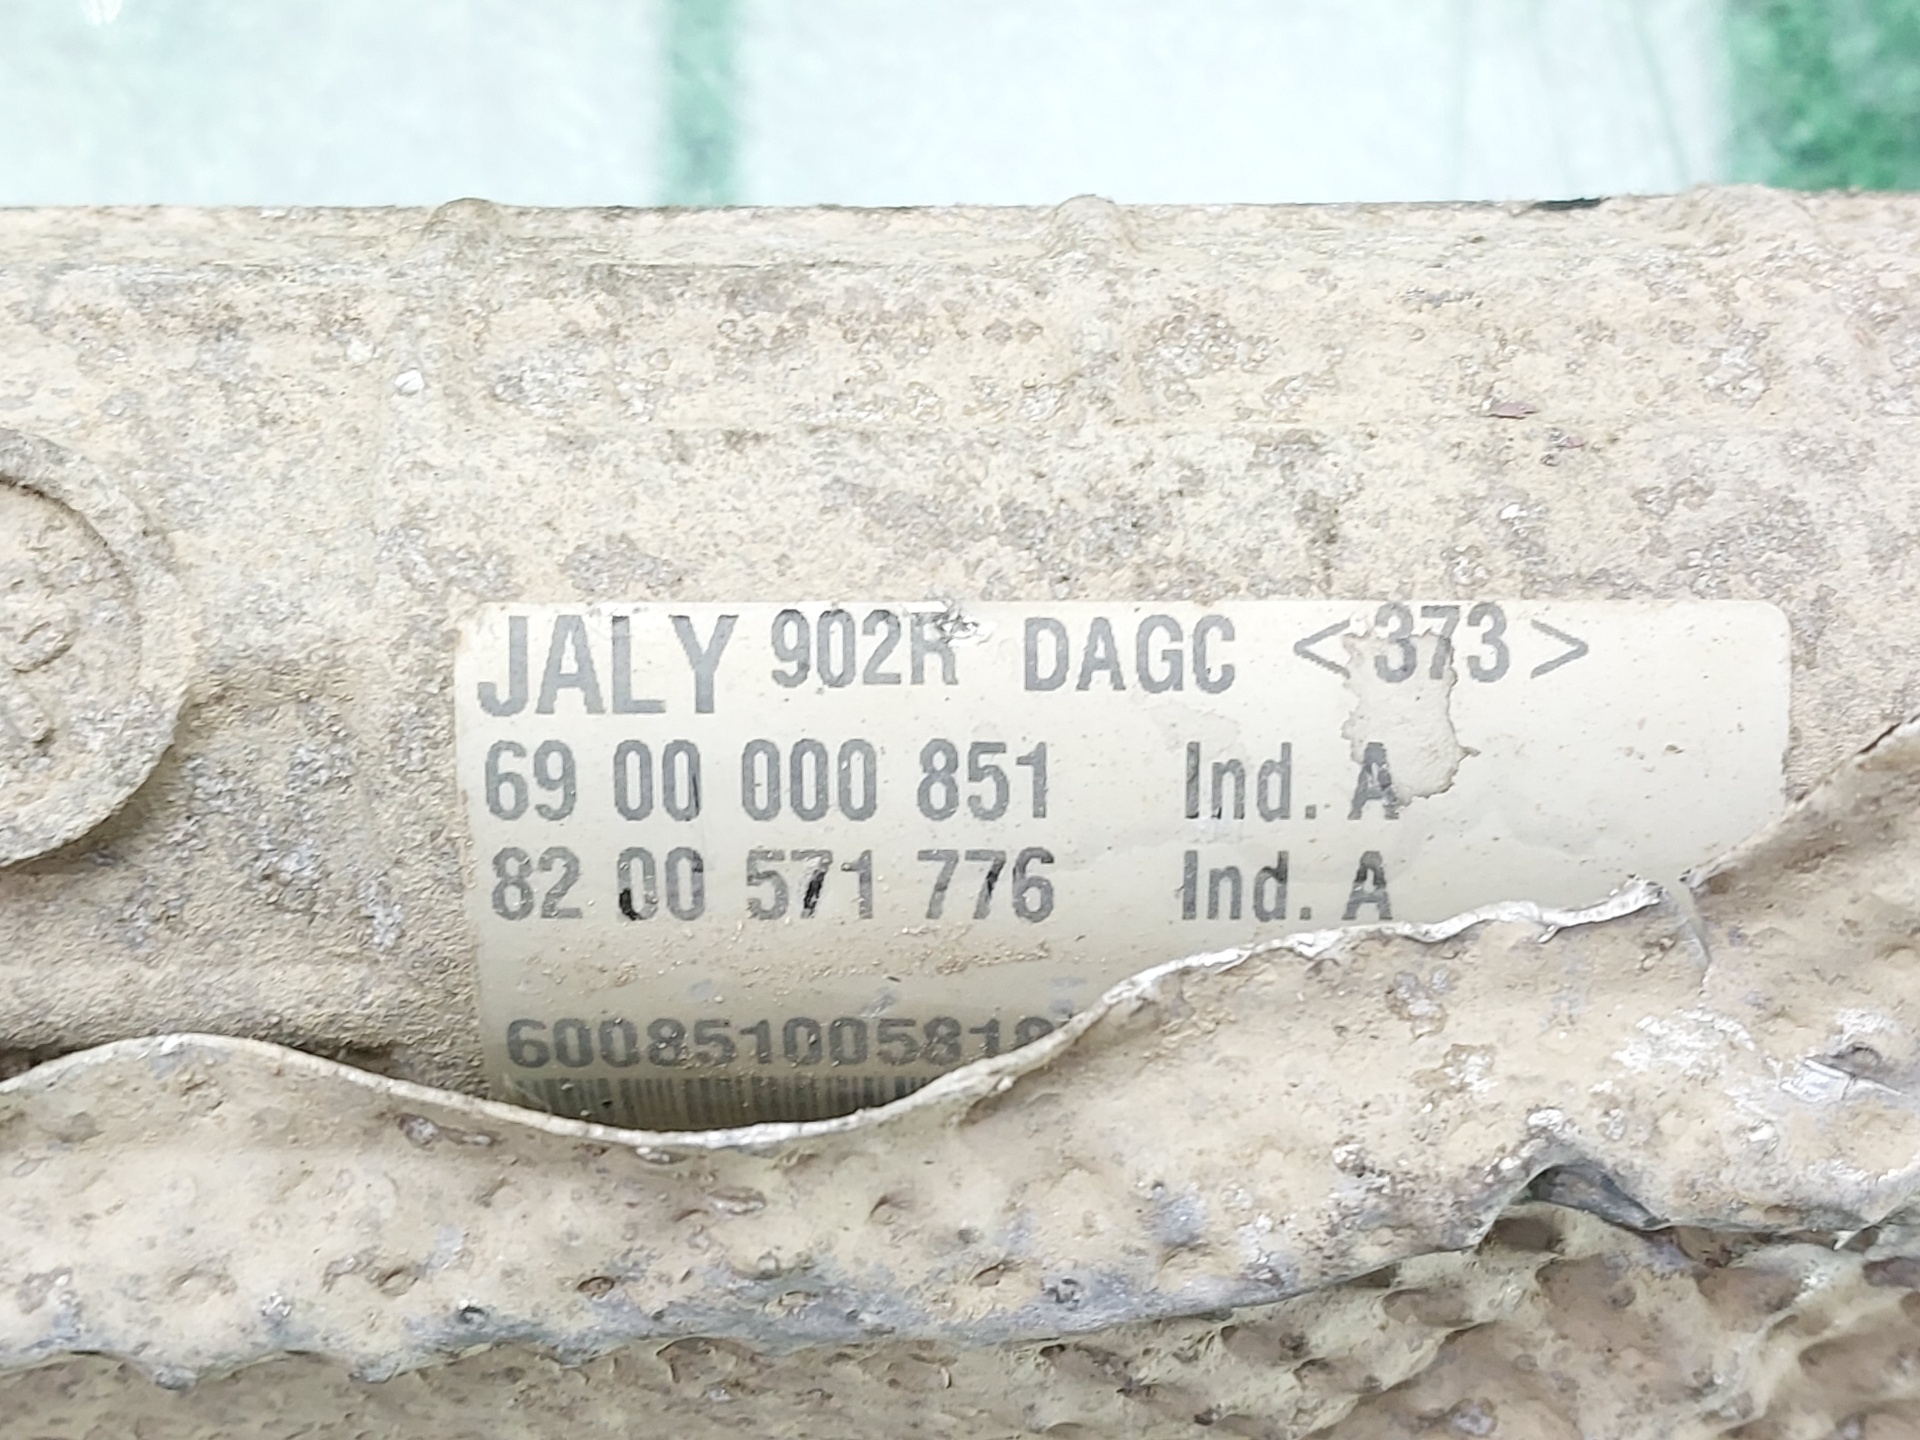 JALY 902R DAGC <373>
69 00 000 851 Ind. A
82 00 571 776 Ind. A
600851005818